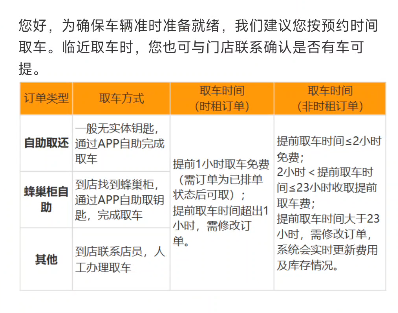 您好，为确保车辆准时准备就绪，我们建议您按预约时间
取车。临近取车时，您也可与门店联系确认是否有车可
提。
订单类型
取车方式
取车时间
（时租订单）
取车时间
（非时租订单）
自助取还
一般无实体钥匙，
通过APP自助完成
取车
蜂巢柜自
助
到店找到蜂巢柜，
通过APP自助取钥
匙，完成取车
其他
到店联系店员，人
工办理取车
提前1小时取车免费
（需订单为已排单
状态后可取）；
提前取车时间超出1
小时，需修改订
单。
提前取车时间≤2小时
免费；
2小时＜提前取车时
间≤23小时收取提前
取车费；
提前取车时间大于23
小时，需修改订单，
系统会实时更新费用
及库存情况。